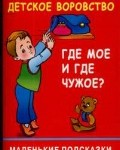 ДЕТСКОЕ ВОРОВСТВО
ГДЕ МОЕ И ГДЕ
ЧУЖОЕ?
МАЛЕНЬКИЕ ПОДСКАЗКИ